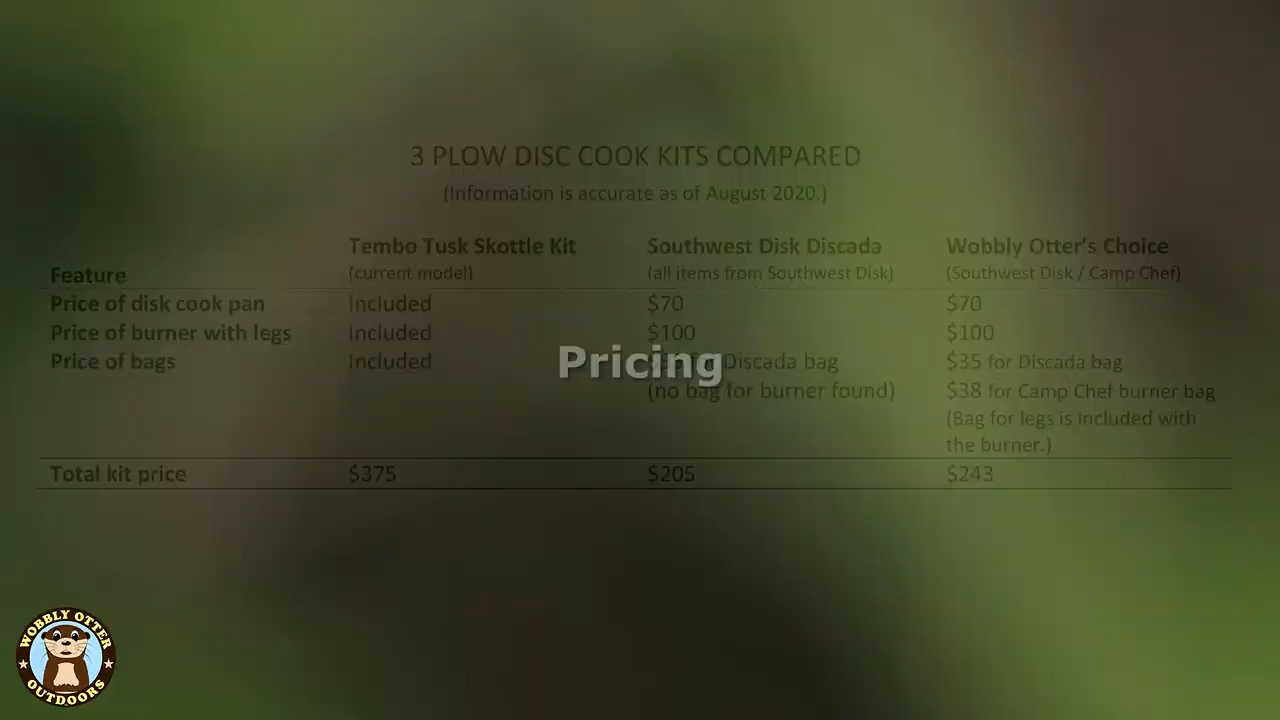 3 PLOW DISC COOK KITS COMPARED
(Information is accurate as of August 2020.)
Feature Tembo Tusk Skottle Kit (current model) Southwest Disk Discada (all items from Southwest Disk) Wobbly Otter's Choice (Southwest Disk / Camp Chef)
Price of disk cook pan Included $70 $70
Price of burner with legs Included $100 $100
Price of bags Included for Discada bag $35 for Discada bag
(no bag for burner found) $38 for Camp Chef burner bag
(Bag for legs is included with
the burner.)
Total kit price $375 $205 $243
Pricing
WOBBLY OTTER
OUTDOORS